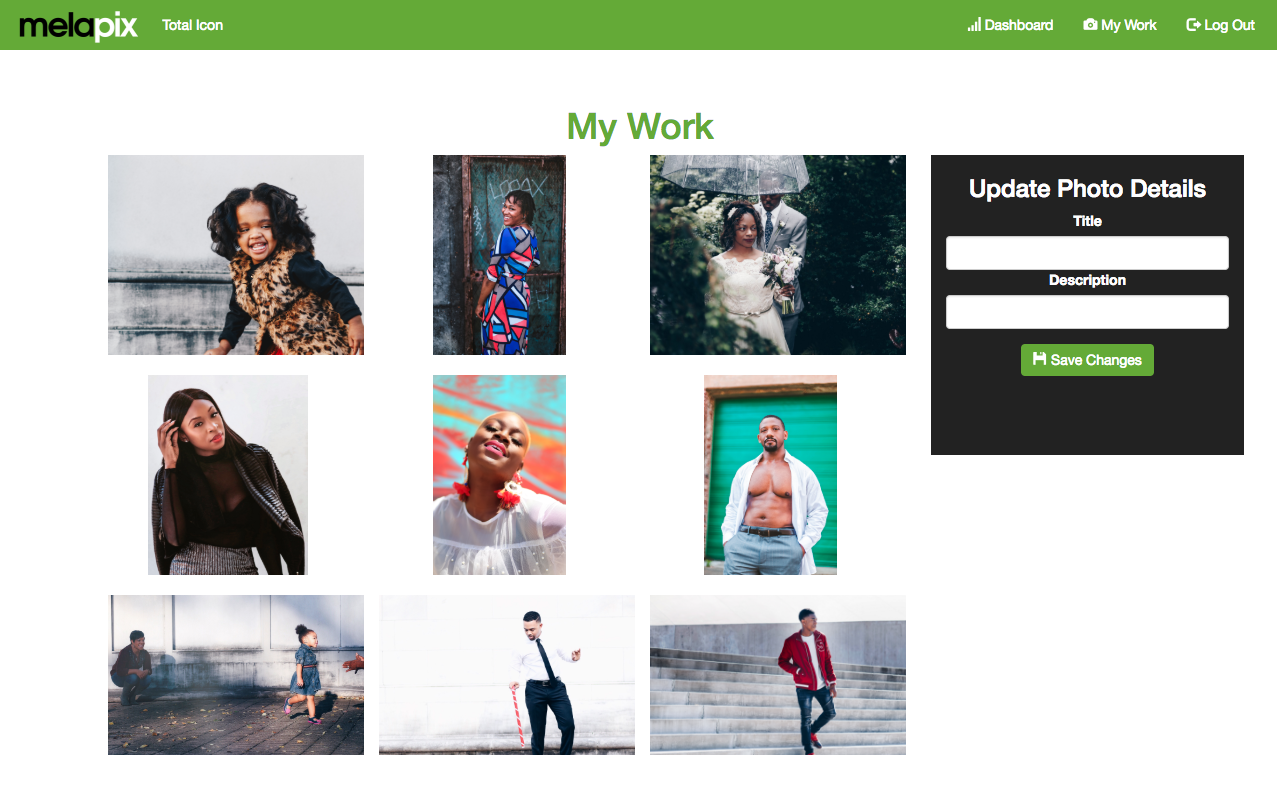 melapix Total Icon Dashboard My Work Log Out
My Work
Update Photo Details
Title
Description
Save Changes